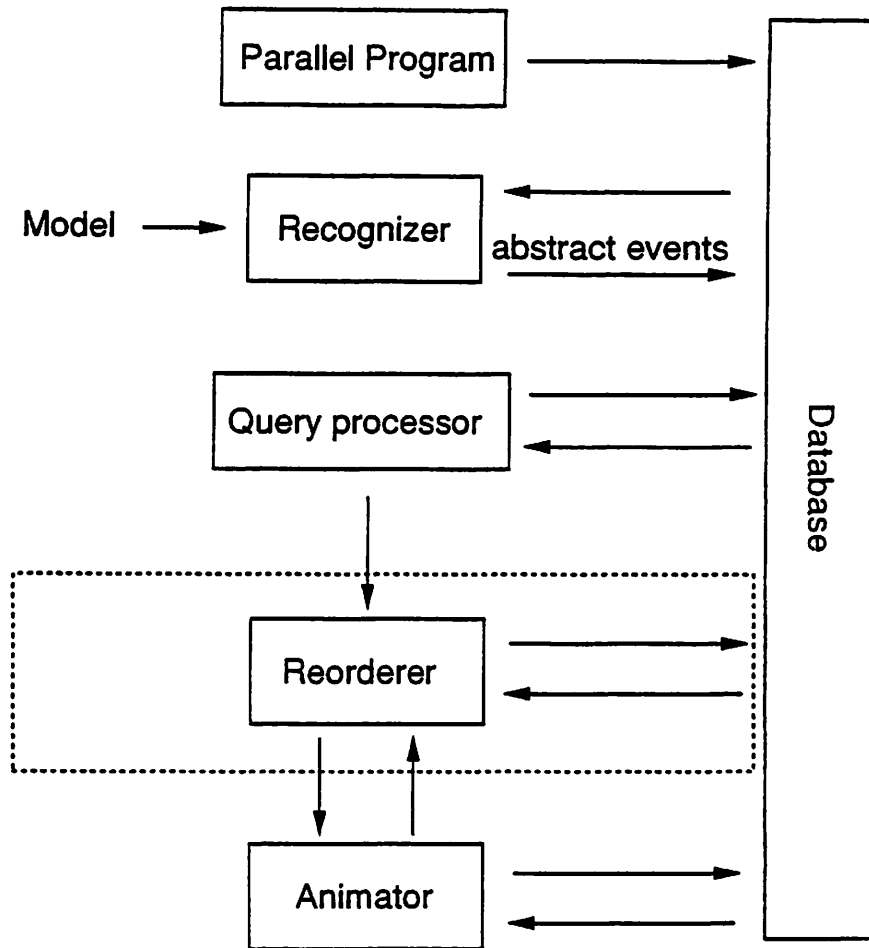 Parallel Program
Model
Recognizer
abstract events
Query processor
Database
Reorderer
Animator